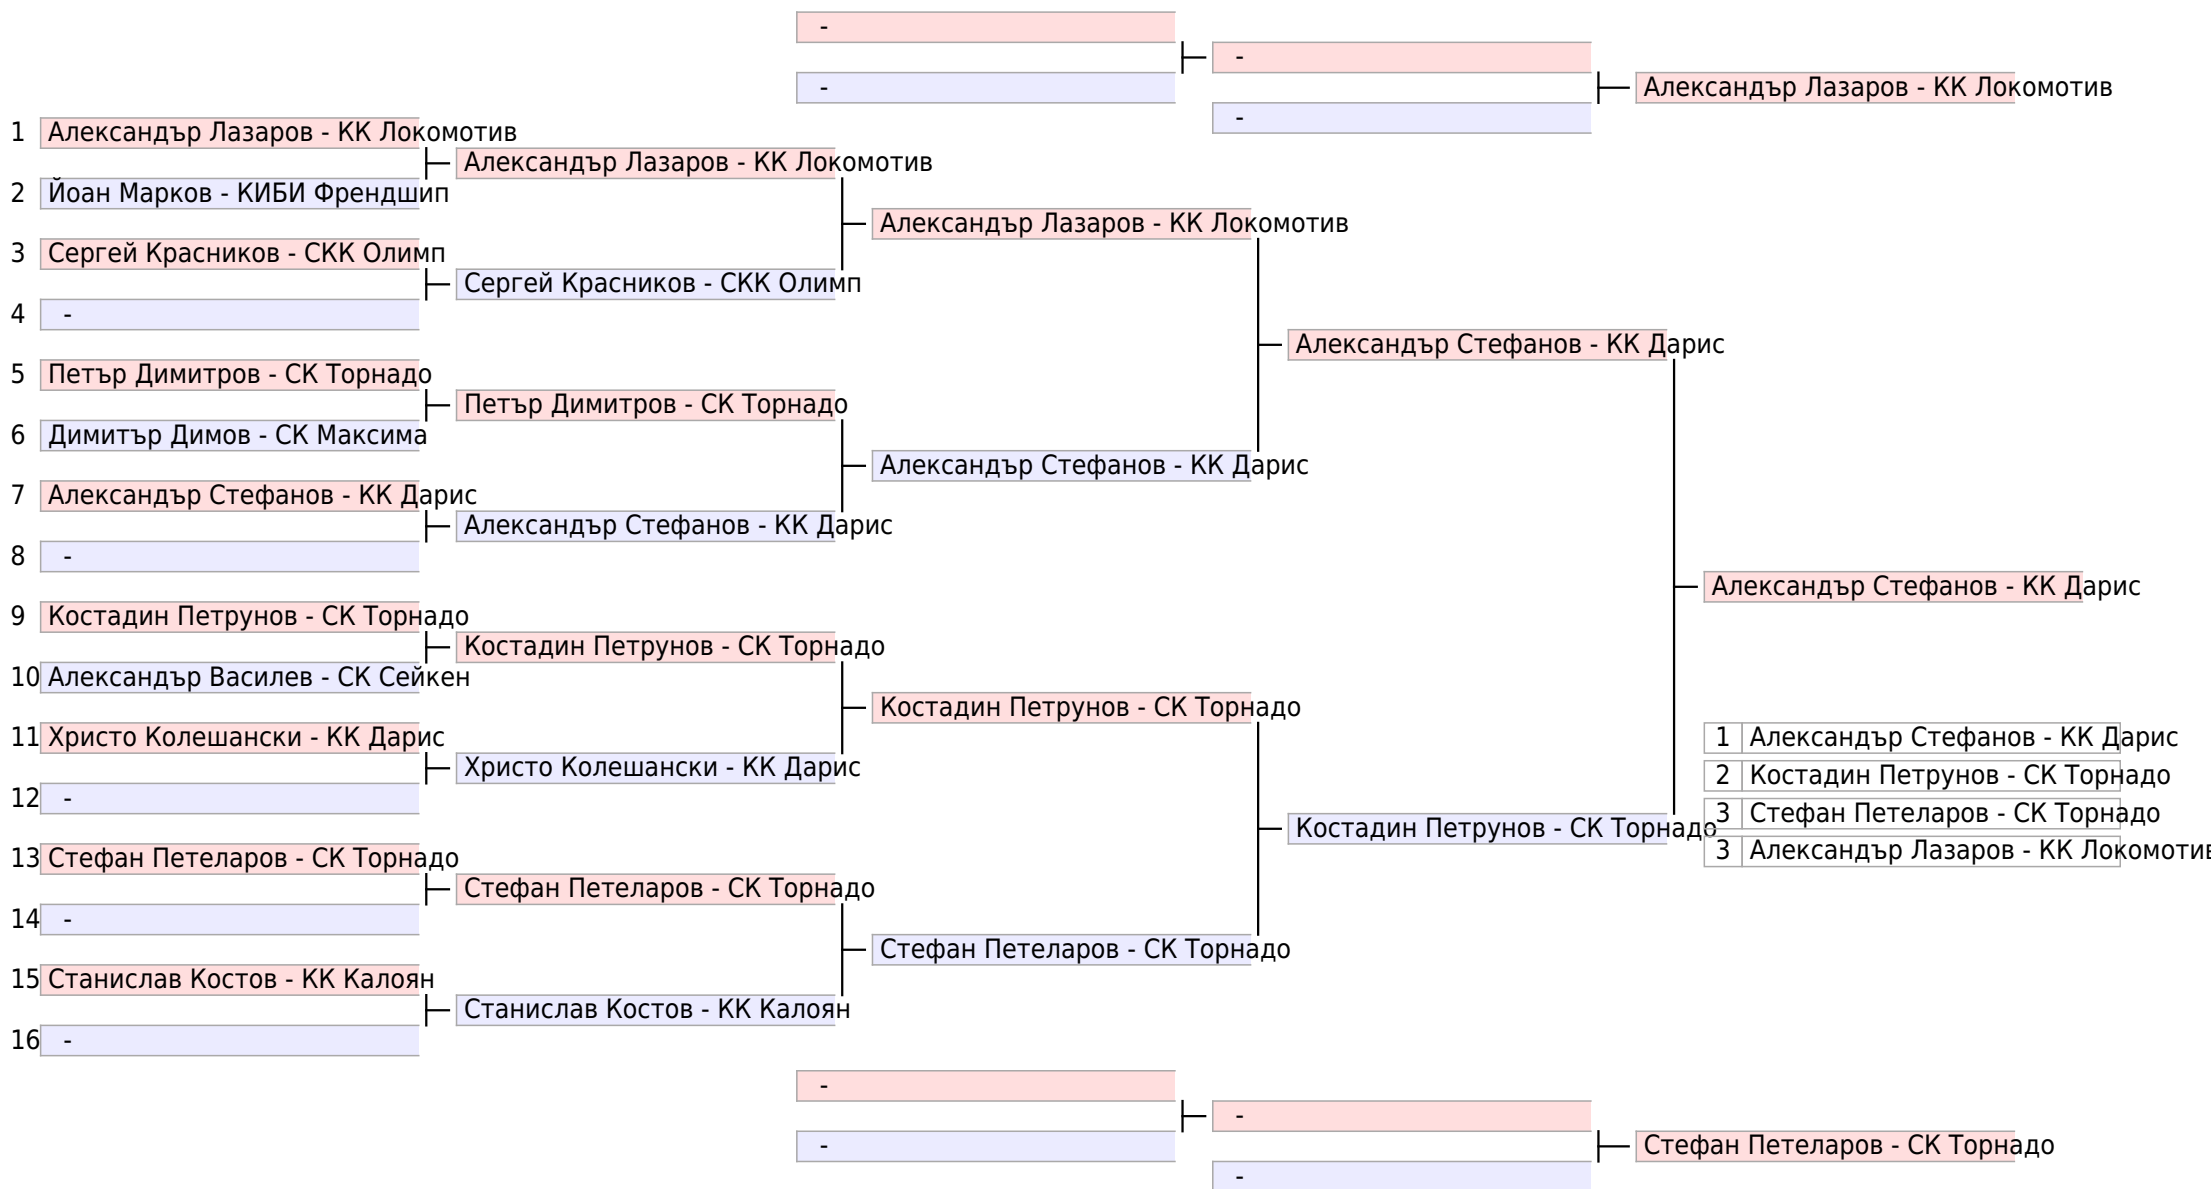 -
-
-
Александър Лазаров - КК Локомотив
-
1 Александър Лазаров - КК Локомотив
Александър Лазаров - КК Локомотив
2 Йоан Марков - КИБИ Френдшип
Александър Лазаров - КК Локомотив
3 Сергей Красников - СКК Олимп
Сергей Красников - СКК Олимп
4 -
Александър Стефанов - КК Дарис
5 Петър Димитров - СК Торнадо
Петър Димитров - СК Торнадо
6 Димитър Димов - СК Максима
Александър Стефанов - КК Дарис
7 Александър Стефанов - КК Дарис
Александър Стефанов - КК Дарис
8 -
Александър Стефанов - КК Дарис
9 Костадин Петрунов - СК Торнадо
Костадин Петрунов - СК Торнадо
10 Александър Василев - СК Сейкен
Костадин Петрунов - СК Торнадо
11 Христо Колешански - КК Дарис
Христо Колешански - КК Дарис
12 -
1 Александър Стефанов - КК Дарис
2 Костадин Петрунов - СК Торнадо
3 Стефан Петеларов - СК Торнадо
3 Александър Лазаров - КК Локомотив
Костадин Петрунов - СК Торнадо
13 Стефан Петеларов - СК Торнадо
Стефан Петеларов - СК Торнадо
14 -
Стефан Петеларов - СК Торнадо
15 Станислав Костов - КК Калоян
Станислав Костов - КК Калоян
16 -
-
-
-
Стефан Петеларов - СК Торнадо
-